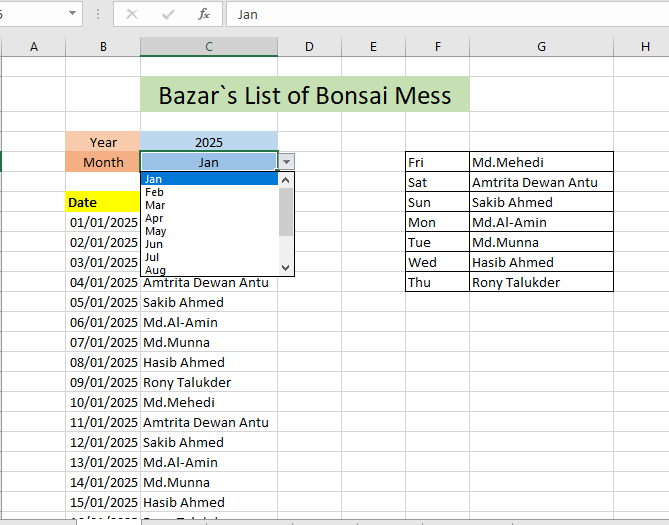 5 fx Jan
A B C D E F G H
Bazar`s List of Bonsai Mess
Year 2025
Month Jan
Jan
Feb
Mar
Apr
May
Jun
Jul
Aug
Fri Md.Mehedi
Sat Amtrita Dewan Antu
Sun Sakib Ahmed
Mon Md.Al-Amin
Tue Md.Munna
Wed Hasib Ahmed
Thu Rony Talukder
Date
01/01/2025
02/01/2025
03/01/2025
04/01/2025 Amtrita Dewan Antu
05/01/2025 Sakib Ahmed
06/01/2025 Md.Al-Amin
07/01/2025 Md.Munna
08/01/2025 Hasib Ahmed
09/01/2025 Rony Talukder
10/01/2025 Md.Mehedi
11/01/2025 Amtrita Dewan Antu
12/01/2025 Sakib Ahmed
13/01/2025 Md.Al-Amin
14/01/2025 Md.Munna
15/01/2025 Hasib Ahmed